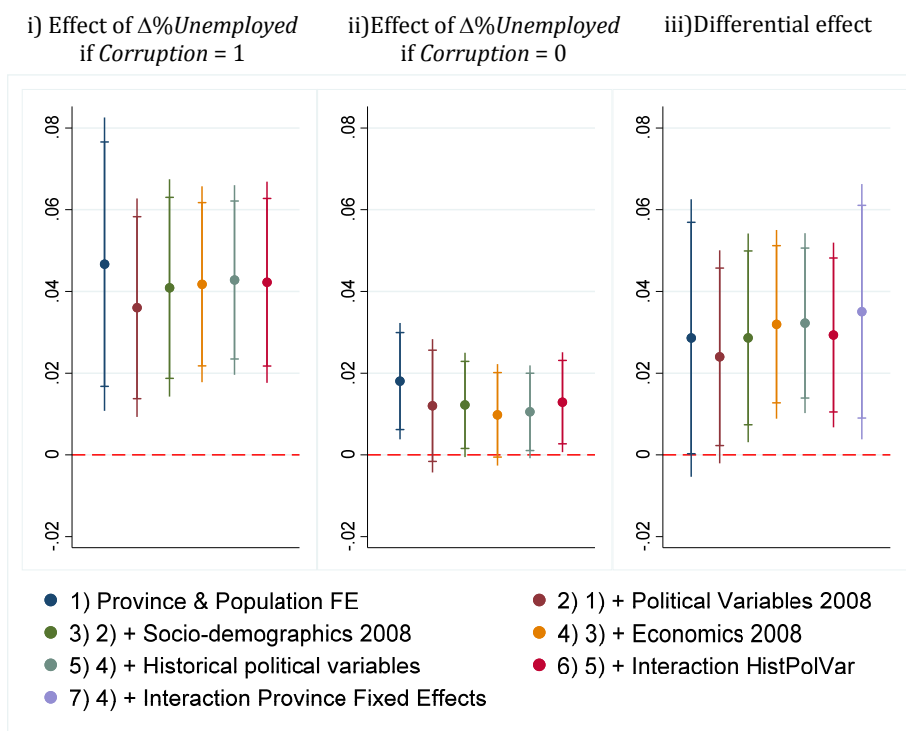 i) Effect of Δ%Unemployed
if Corruption = 1
ii)Effect of Δ%Unemployed
if Corruption = 0
iii)Differential effect
.08
.06
.04
.02
0
-.02
.08
.06
.04
.02
0
-.02
.08
.06
.04
.02
0
-.02
1) Province & Population FE
2) 1) + Political Variables 2008
3) 2) + Socio-demographics 2008
4) 3) + Economics 2008
5) 4) + Historical political variables
6) 5) + Interaction HistPolVar
7) 4) + Interaction Province Fixed Effects